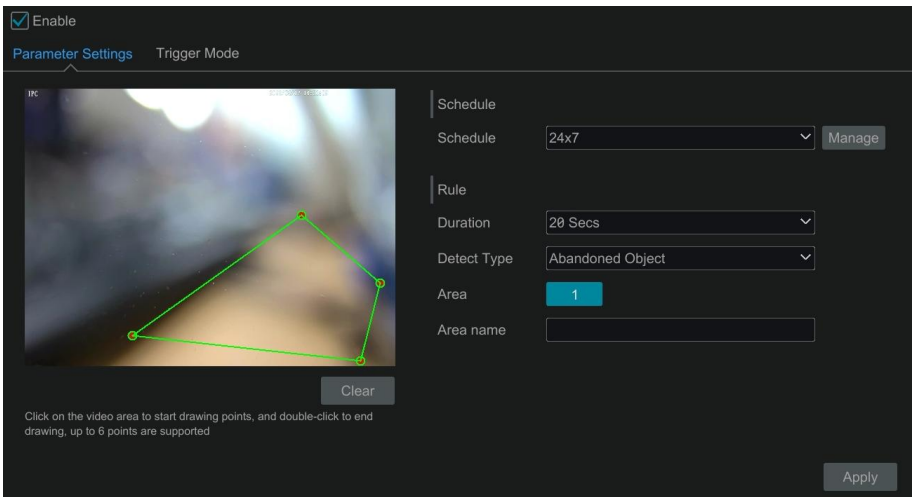 Enable
Parameter Settings Trigger Mode
IPC
Schedule
Schedule 24x7 Manage
Rule
Duration 20 Secs
Detect Type Abandoned Object
Area 1
Area name
Clear
Click on the video area to start drawing points, and double-click to end
drawing, up to 6 points are supported
Apply